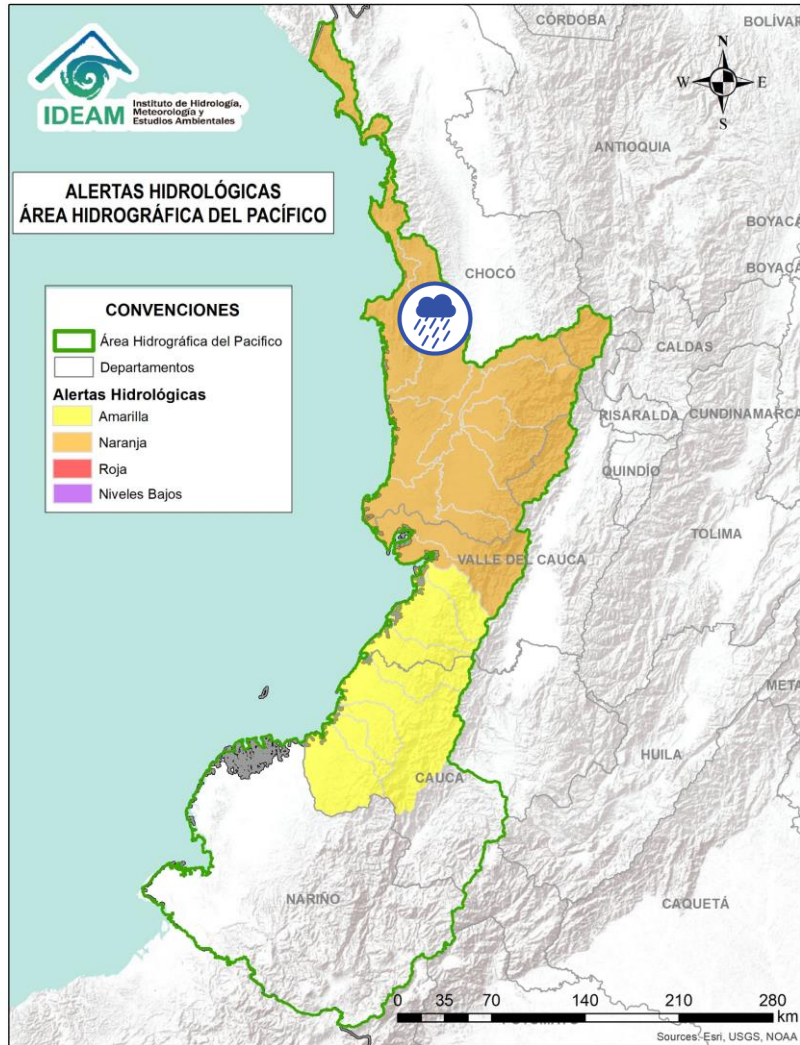 CÓRDOBA
BOLÍVAR
N
W E
S
IDEAM
Instituto de Hidrología,
Meteorología y
Estudios Ambientales
ANTIOQUIA
ALERTAS HIDROLÓGICAS
ÁREA HIDROGRÁFICA DEL PACÍFICO
BOYACÁ
CHOCÓ
BOYACÁ
CONVENCIONES
Área Hidrográfica del Pacifico
Departamentos
Alertas Hidrológicas
Amarilla
Naranja
Roja
Niveles Bajos
CALDAS
RISARALDA
CUNDINAMARCA
QUINDÍO
TOLIMA
VALLE DEL CAUCA
META
HUILA
CAUCA
NARIÑO
CAQUETÁ
0 35 70 140 210 280
km
Sources: Esri, USGS, NOAA